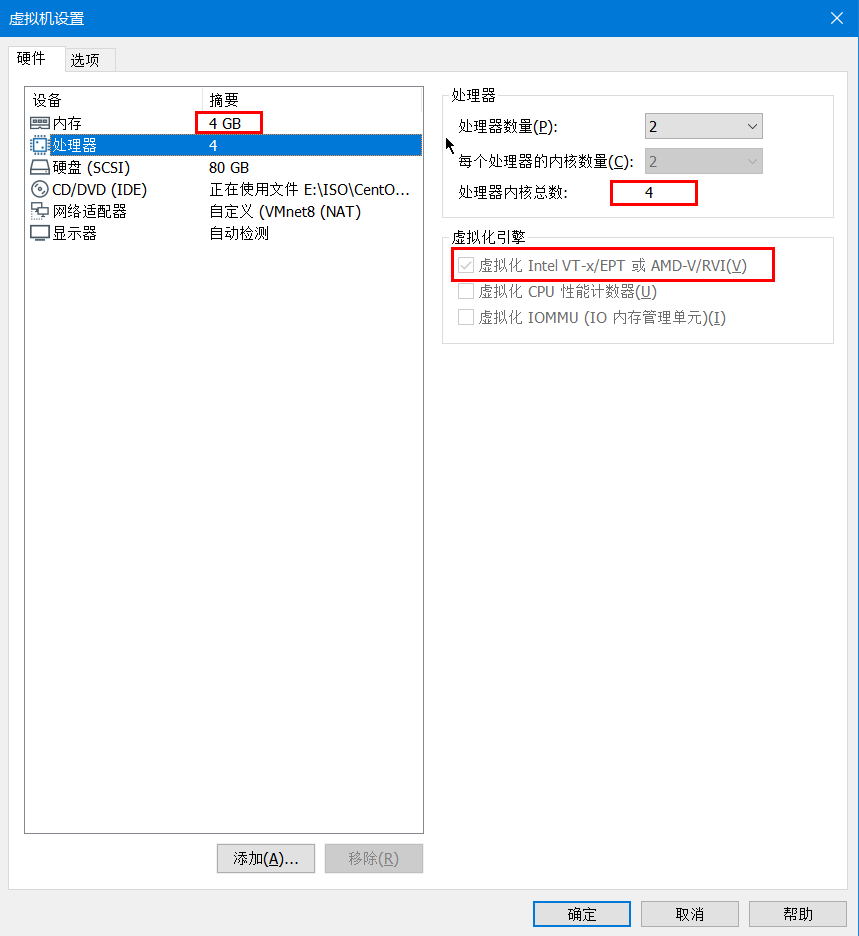 虚拟机设置
硬件 选项
设备 摘要
内存 4 GB
处理器 4
硬盘 (SCSI) 80 GB
CD/DVD (IDE) 正在使用文件 E:\ISO\CentO...
网络适配器 自定义 (VMnet8 (NAT)
显示器 自动检测
添加(A)... 移除(R)
处理器
处理器数量(P): 2
每个处理器的内核数量(C): 2
处理器内核总数: 4
虚拟化引擎
虚拟化 Intel VT-x/EPT 或 AMD-V/RVI(V)
虚拟化 CPU 性能计数器(U)
虚拟化 IOMMU (IO 内存管理单元)(I)
确定 取消 帮助